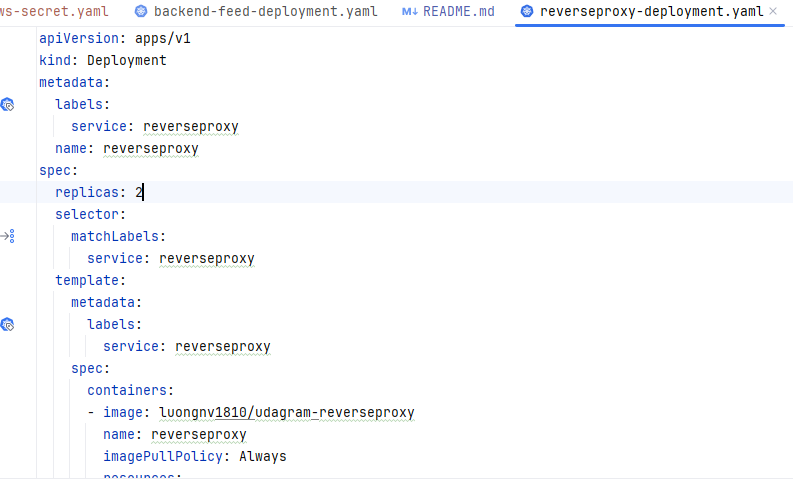 ws-secret.yaml backend-feed-deployment.yaml M↓ README.md reverseproxy-deployment.yaml ×
apiVersion: apps/v1
kind: Deployment
metadata:
  labels:
    service: reverseproxy
  name: reverseproxy
spec:
  replicas: 2
  selector:
    matchLabels:
      service: reverseproxy
  template:
    metadata:
      labels:
        service: reverseproxy
    spec:
      containers:
      - image: luongnv1810/udagram-reverseproxy
        name: reverseproxy
        imagePullPolicy: Always
        resources: